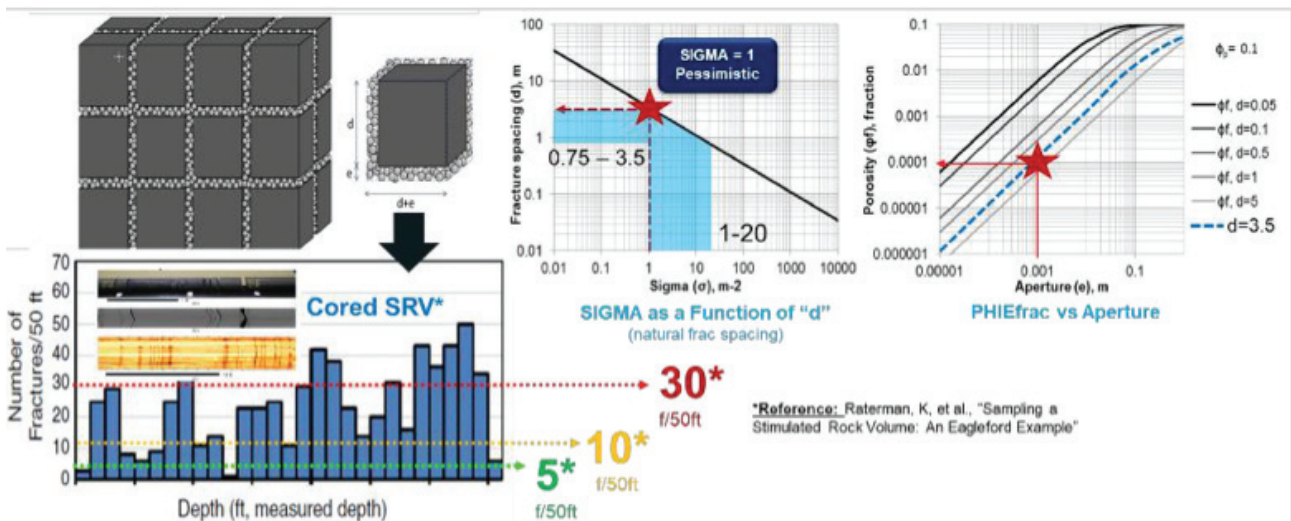 d
e
d+e
70
60
50
40
30
20
10
0
Number of
Fractures/50 ft
Cored SRV*
Depth (ft, measured depth)
30*
f/50ft
10*
f/50ft
5*
f/50ft
100
10
1
0.1
0.01
Fracture spacing (d), m
SIGMA = 1
Pessimistic
0.75 – 3.5
1-20
0.01
0.1
1
10
100
1000
10000
Sigma (σ), m-2
SIGMA as a Function of "d"
(natural frac spacing)
0.1
0.01
0.001
0.0001
0.00001
0.000001
Porosity (φf), fraction
0.00001
0.001
0.1
Aperture (e), m
PHIEfrac vs Aperture
ϕf, d=0.05
ϕf, d=0.1
ϕf, d=0.5
ϕf, d=1
ϕf, d=5
d=3.5
*Reference: Raterman, K, et al., "Sampling a
Stimulated Rock Volume: An Eagleford Example"